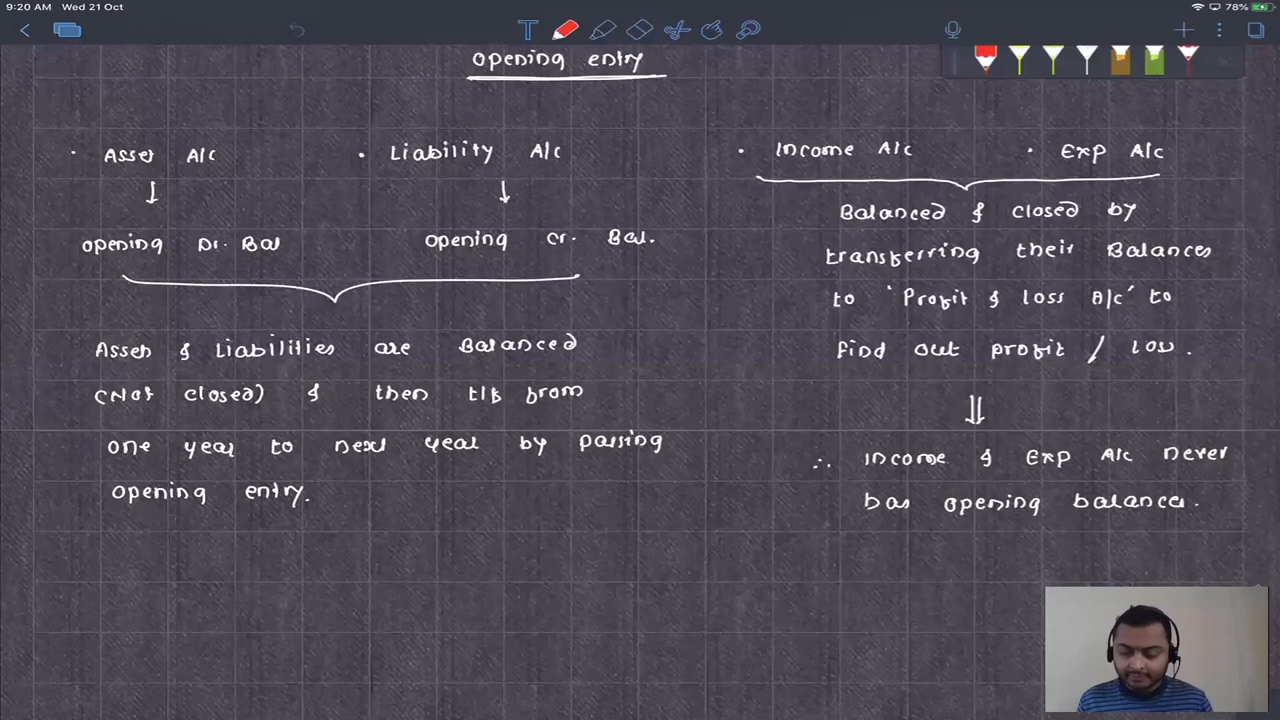 9:20 AM Wed 21 Oct
78%
opening entry
· Asset A/c
· Liability A/c
· Income A/c
· Exp A/c
opening Dr. Bal
opening cr. Bal.
Balanced & closed by
transferring their Balances
to 'Profit & loss A/c' to
find out profit / loss.
Asset & Liabilities are Balanced
(Not closed) & then t/f from
one year to next year by passing
opening entry.
∴ Income & Exp A/c never
has opening balances.